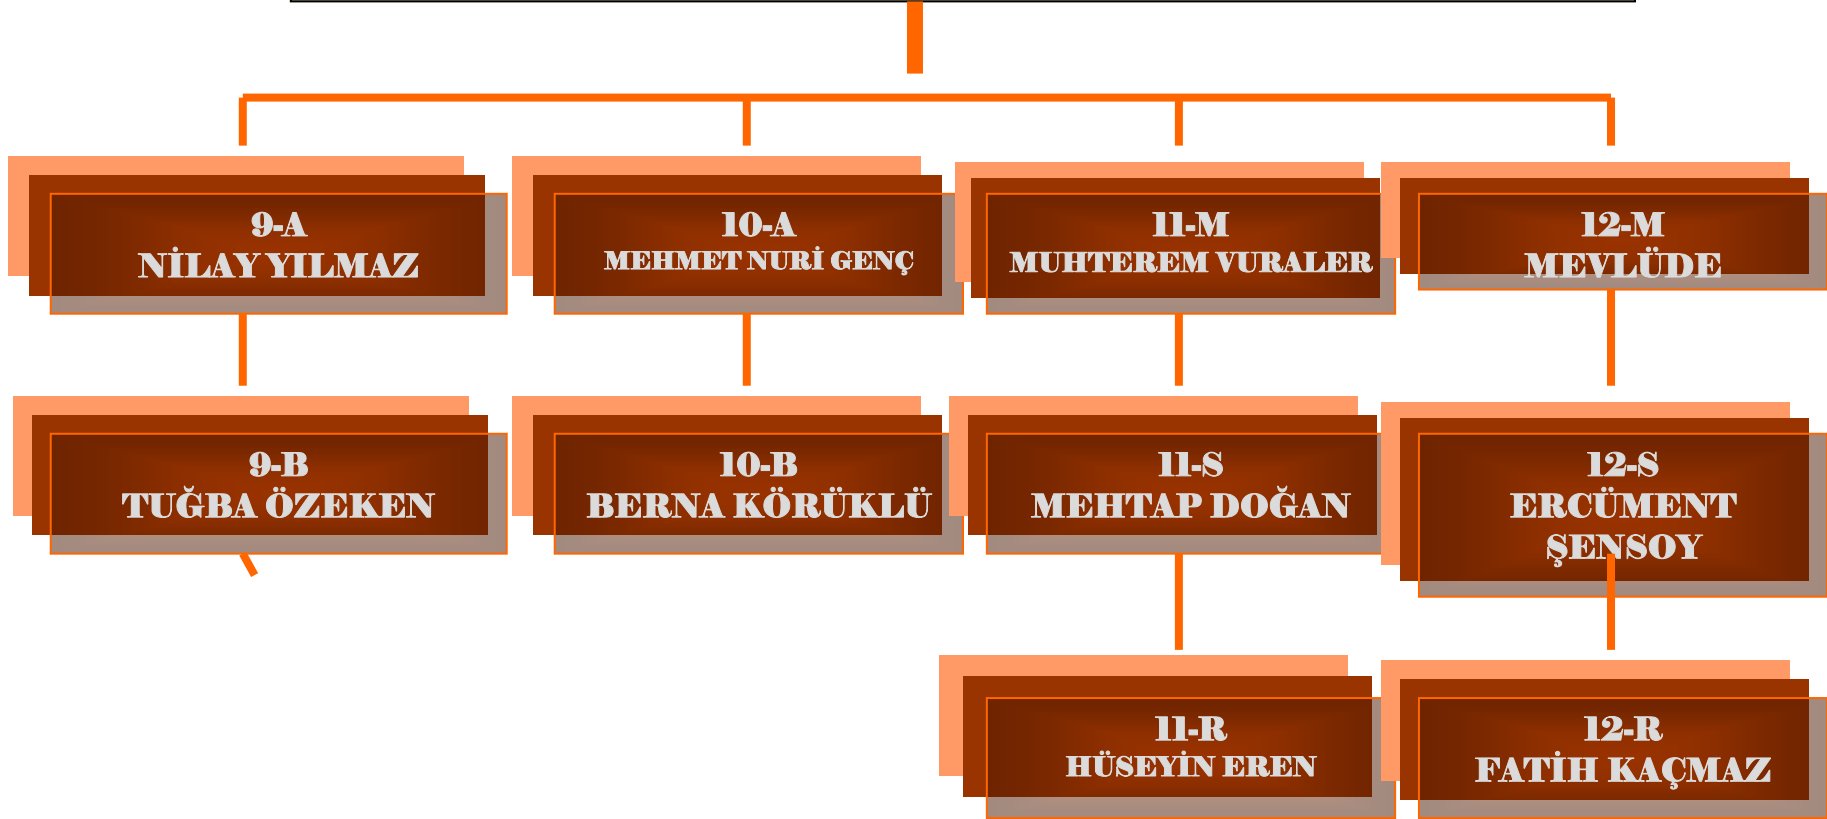 9-A
NİLAY YILMAZ
10-A
MEHMET NURİ GENÇ
11-M
MUHTEREM VURALER
12-M
MEVLÜDE
9-B
TUĞBA ÖZEKEN
10-B
BERNA KÖRÜKLÜ
11-S
MEHTAP DOĞAN
12-S
ERCÜMENT
ŞENSOY
11-R
HÜSEYİN EREN
12-R
FATİH KAÇMAZ